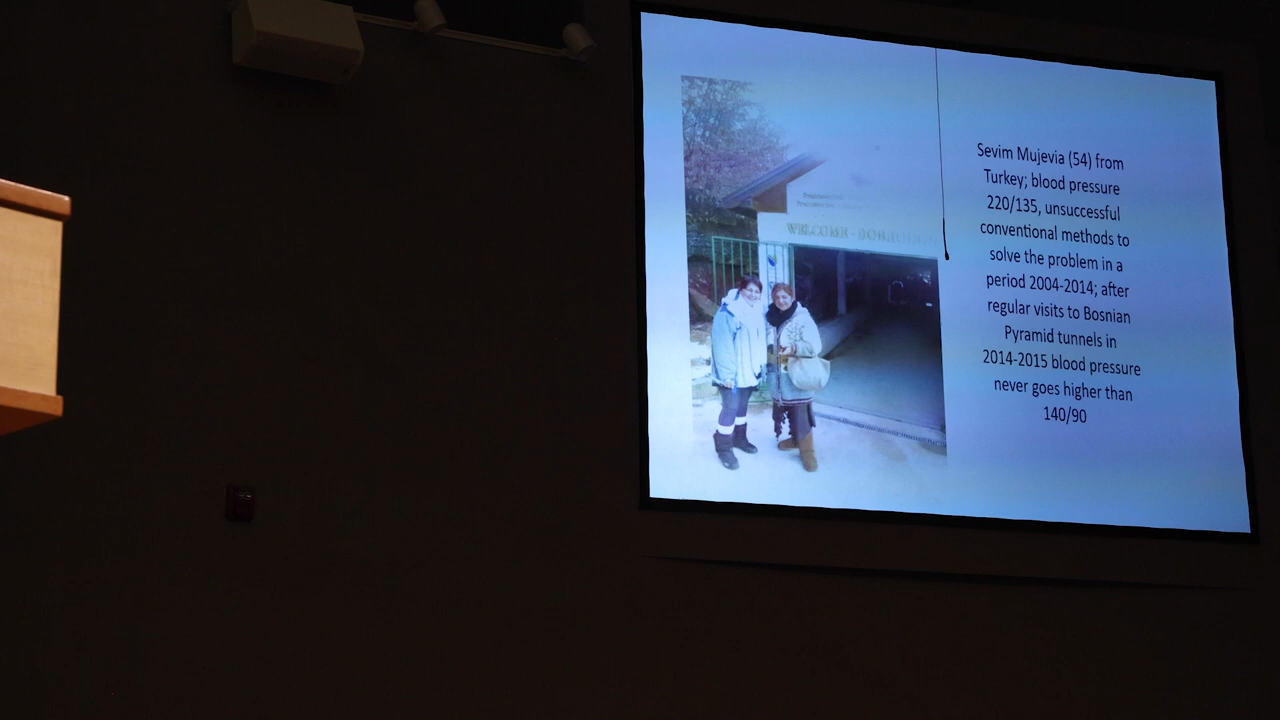 WELCOME - DOBRODOŠLI
Sevim Mujevia (54) from
Turkey; blood pressure
220/135, unsuccessful
conventional methods to
solve the problem in a
period 2004-2014; after
regular visits to Bosnian
Pyramid tunnels in
2014-2015 blood pressure
never goes higher than
140/90